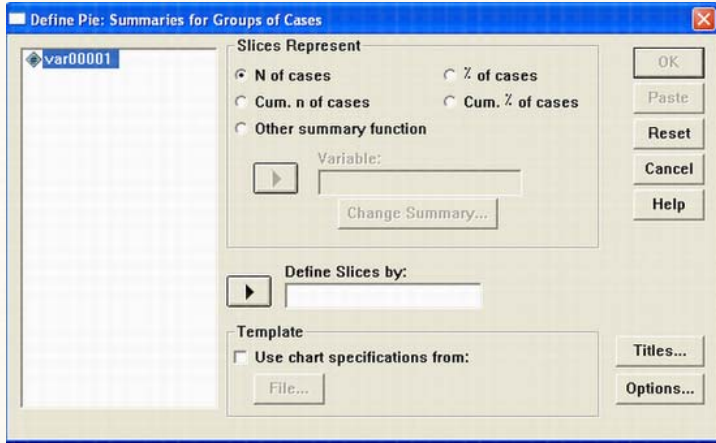 Define Pie: Summaries for Groups of Cases
var00001
Slices Represent
N of cases
% of cases
Cum. n of cases
Cum. % of cases
Other summary function
Variable:
Change Summary...
Define Slices by:
Template
Use chart specifications from:
File...
OK
Paste
Reset
Cancel
Help
Titles...
Options...